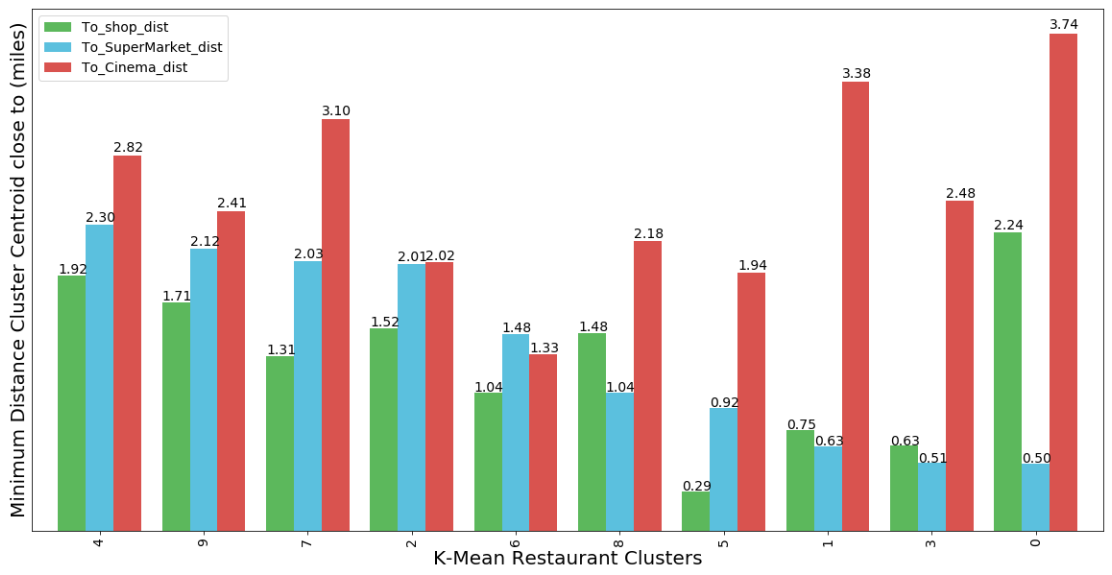 To_shop_dist
To_SuperMarket_dist
To_Cinema_dist
Minimum Distance Cluster Centroid close to (miles)
1.92 2.30 2.82
1.71 2.12 2.41
1.31 2.03 3.10
1.52 2.01 2.02
1.04 1.48 1.33
1.48 1.04 2.18
0.29 0.92 1.94
0.75 0.63 3.38
0.63 0.51 2.48
2.24 0.50 3.74
4 9 7 2 6 8 5 1 3 0
K-Mean Restaurant Clusters